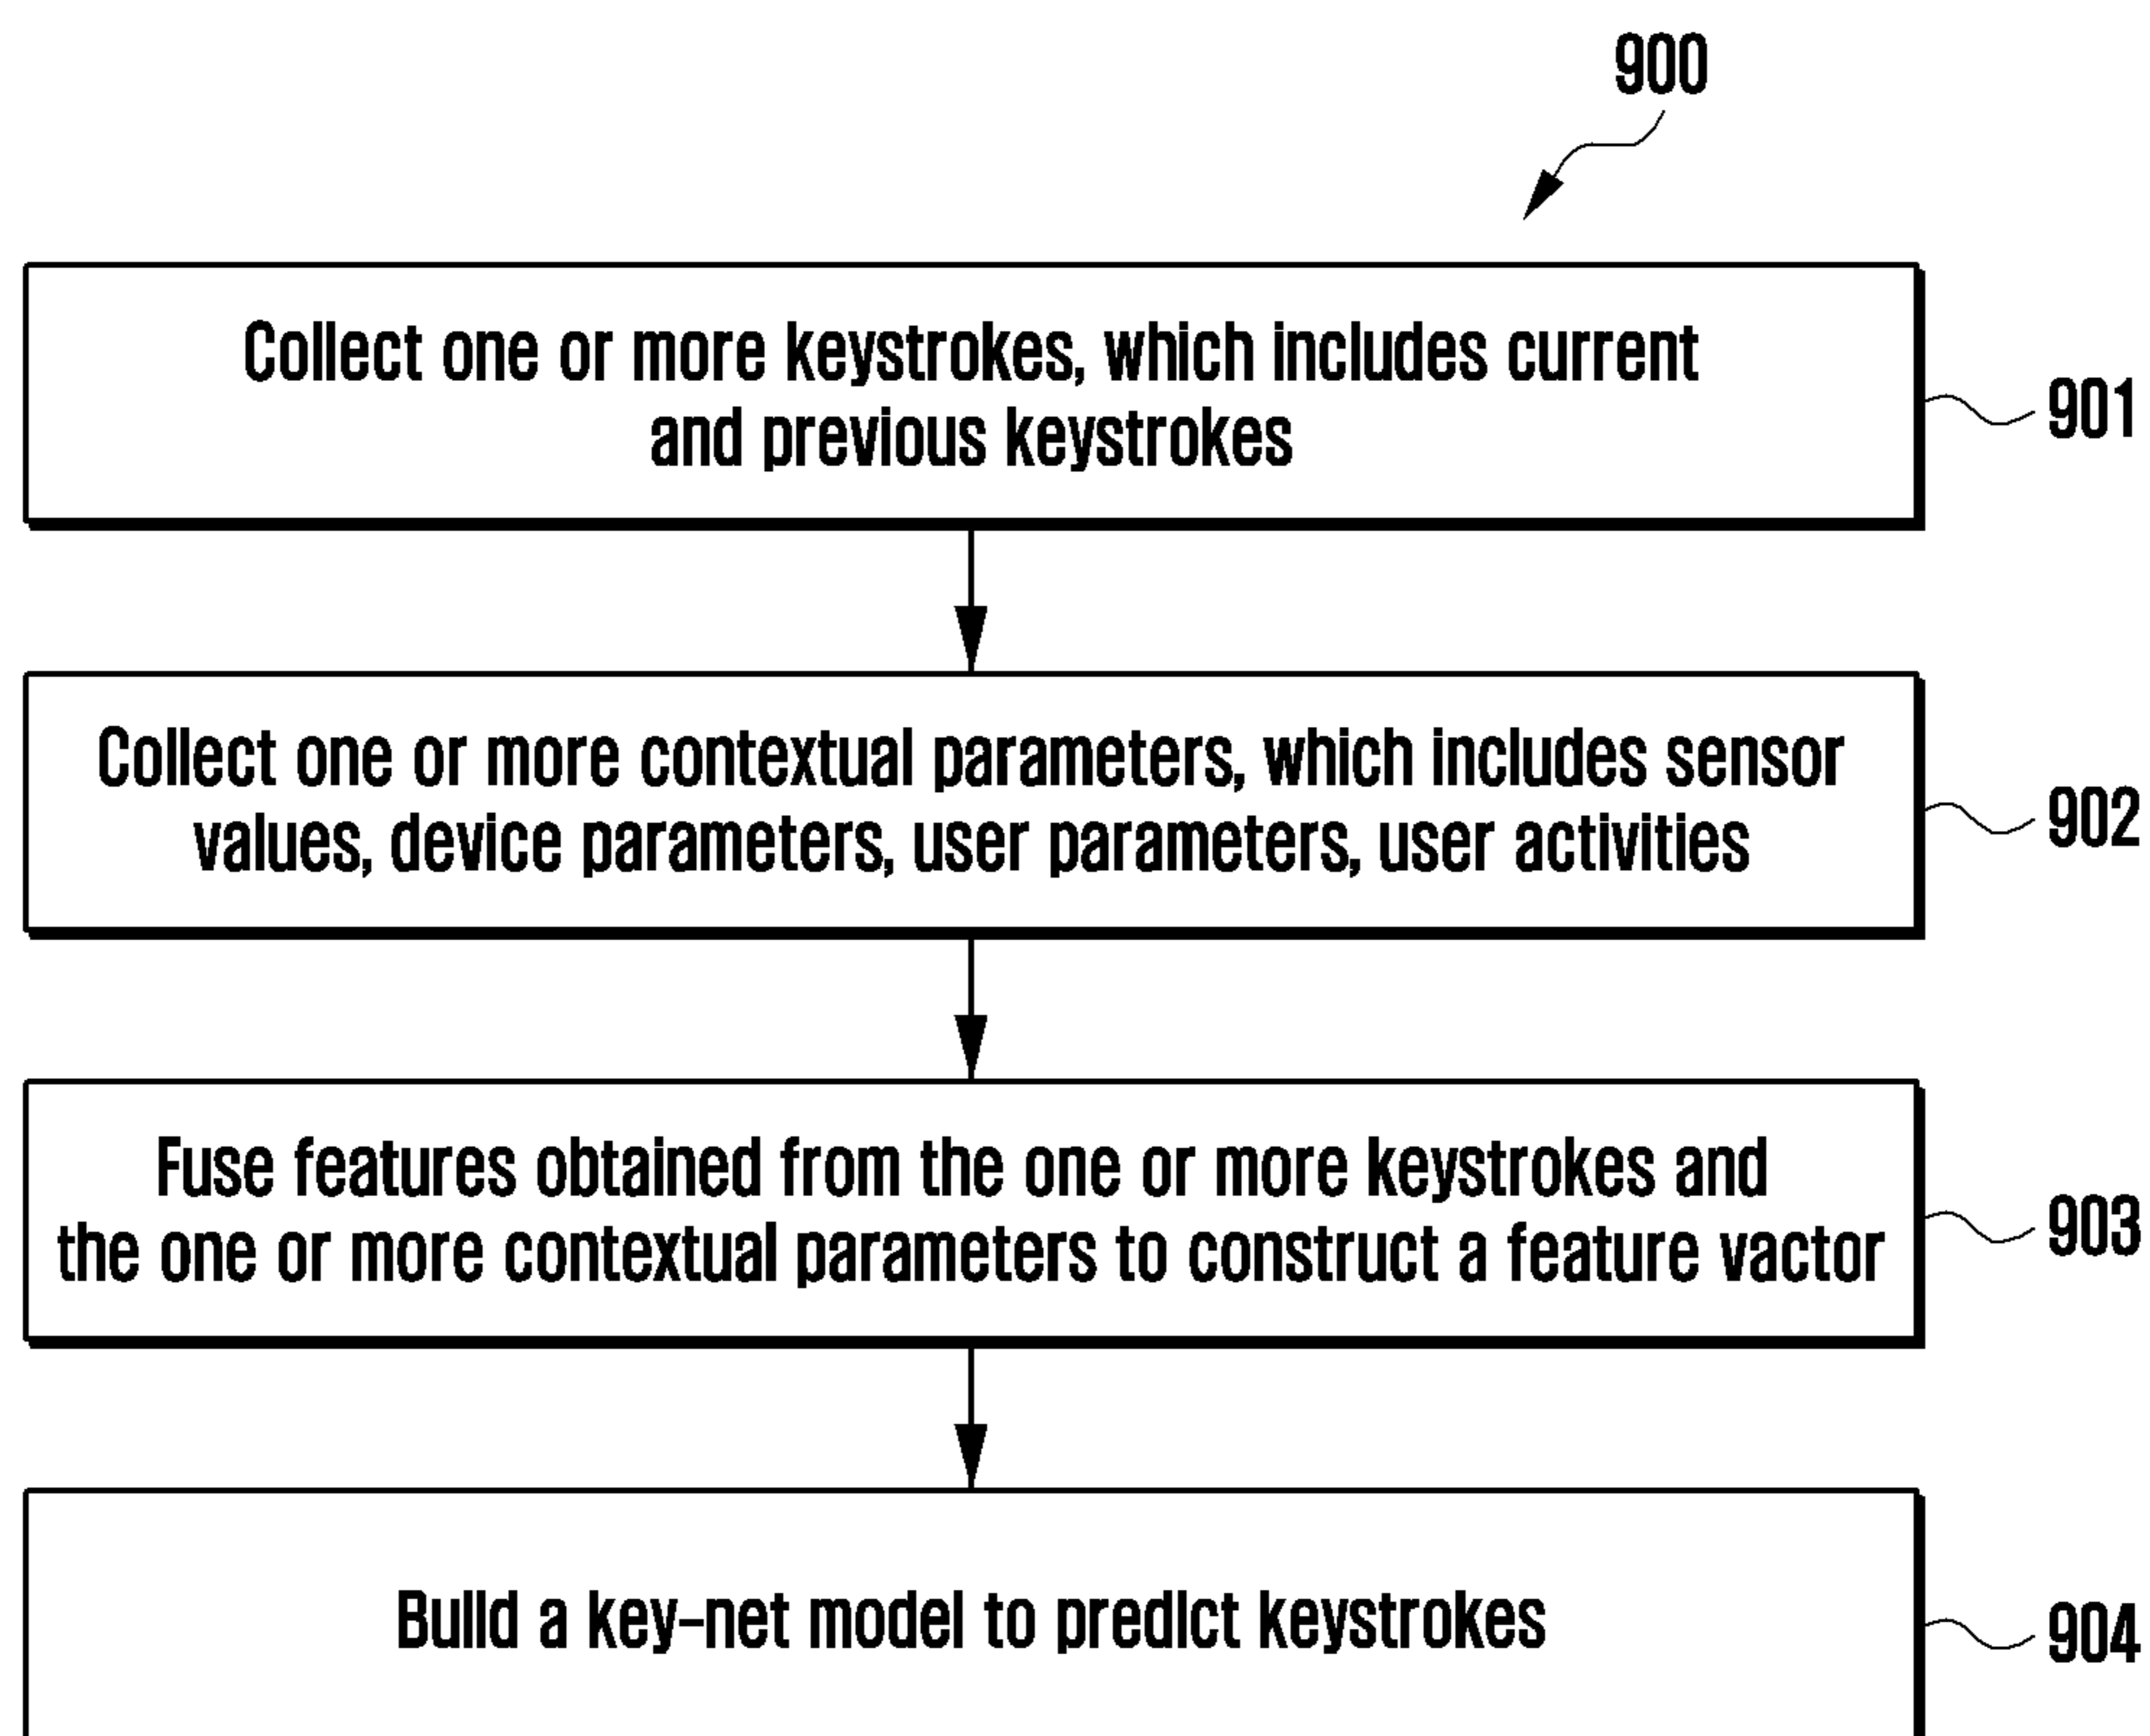 900
Collect one or more keystrokes, which includes current
and previous keystrokes
901
Collect one or more contextual parameters, which includes sensor
values, device parameters, user parameters, user activities
902
Fuse features obtained from the one or more keystrokes and
the one or more contextual parameters to construct a feature vactor
903
Build a key-net model to predict keystrokes
904